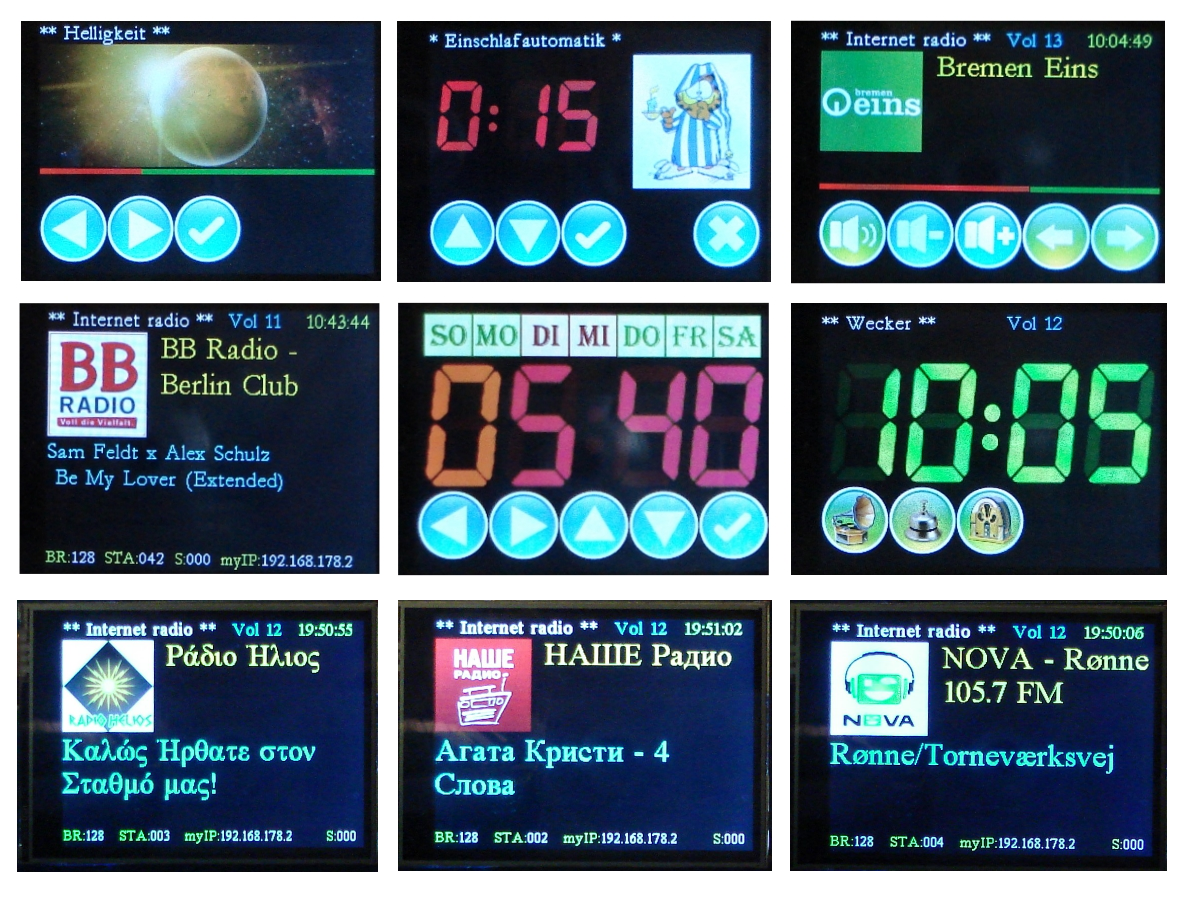 ** Helligkeit **
* Einschlafautomatik *
0:15
** Internet radio ** Vol 13 10:04:49
Bremen Eins
bremen
eins
** Internet radio ** Vol 11 10:43:44
BB Radio -
Berlin Club
BB
RADIO
Voll die Vielfalt.
Sam Feldt x Alex Schulz
Be My Lover (Extended)
BR:128 STA:042 S:000 myIP:192.168.178.2
SO MO DI MI DO FR SA
05 40
** Wecker ** Vol 12
10:05
** Internet radio ** Vol 12 19:50:55
Ράδιο Ήλιος
RADIO HELIOS
Καλώς Ήρθατε στον
Σταθμό μας!
BR:128 STA:003 myIP:192.168.178.2 S:000
** Internet radio ** Vol 12 19:51:02
НАШЕ Радио
НАШЕ
РАДИО
Агата Кристи - 4
Слова
BR:128 STA:002 myIP:192.168.178.2 S:000
** Internet radio ** Vol 12 19:50:06
NOVA - Rønne
105.7 FM
NOVA
Rønne/Torneværksvej
BR:128 STA:004 myIP:192.168.178.2 S:000